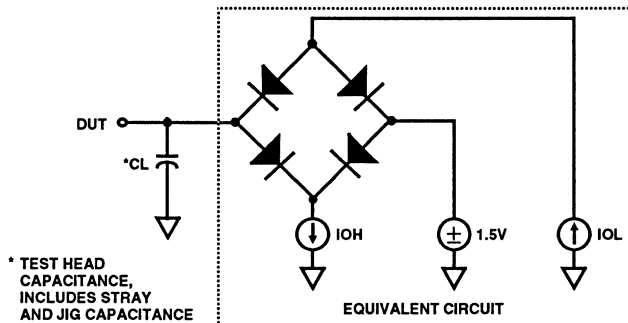 DUT
*CL
IOH
±
1.5V
IOL
* TEST HEAD
CAPACITANCE,
INCLUDES STRAY
AND JIG CAPACITANCE
EQUIVALENT CIRCUIT